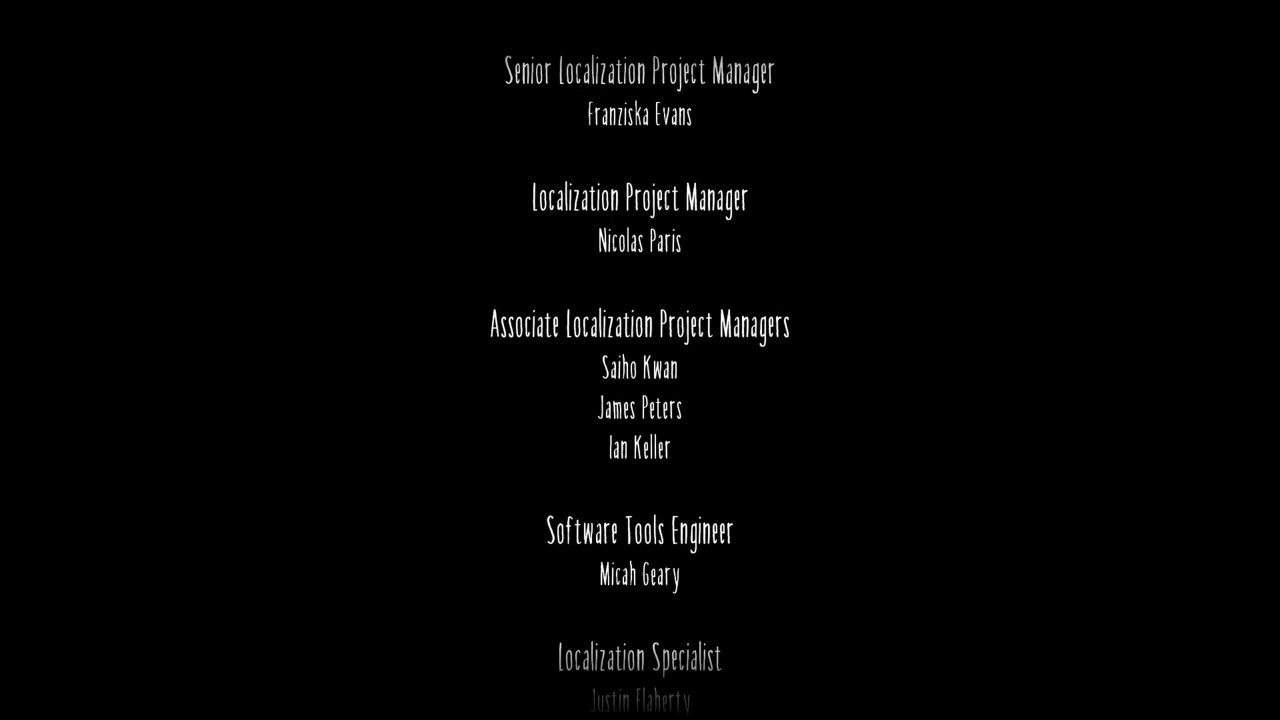 Senior Localization Project Manager
Franziska Evans
Localization Project Manager
Nicolas Paris
Associate Localization Project Managers
Saiho Kwan
James Peters
Ian Keller
Software Tools Engineer
Micah Geary
Localization Specialist
Justin Flaherty